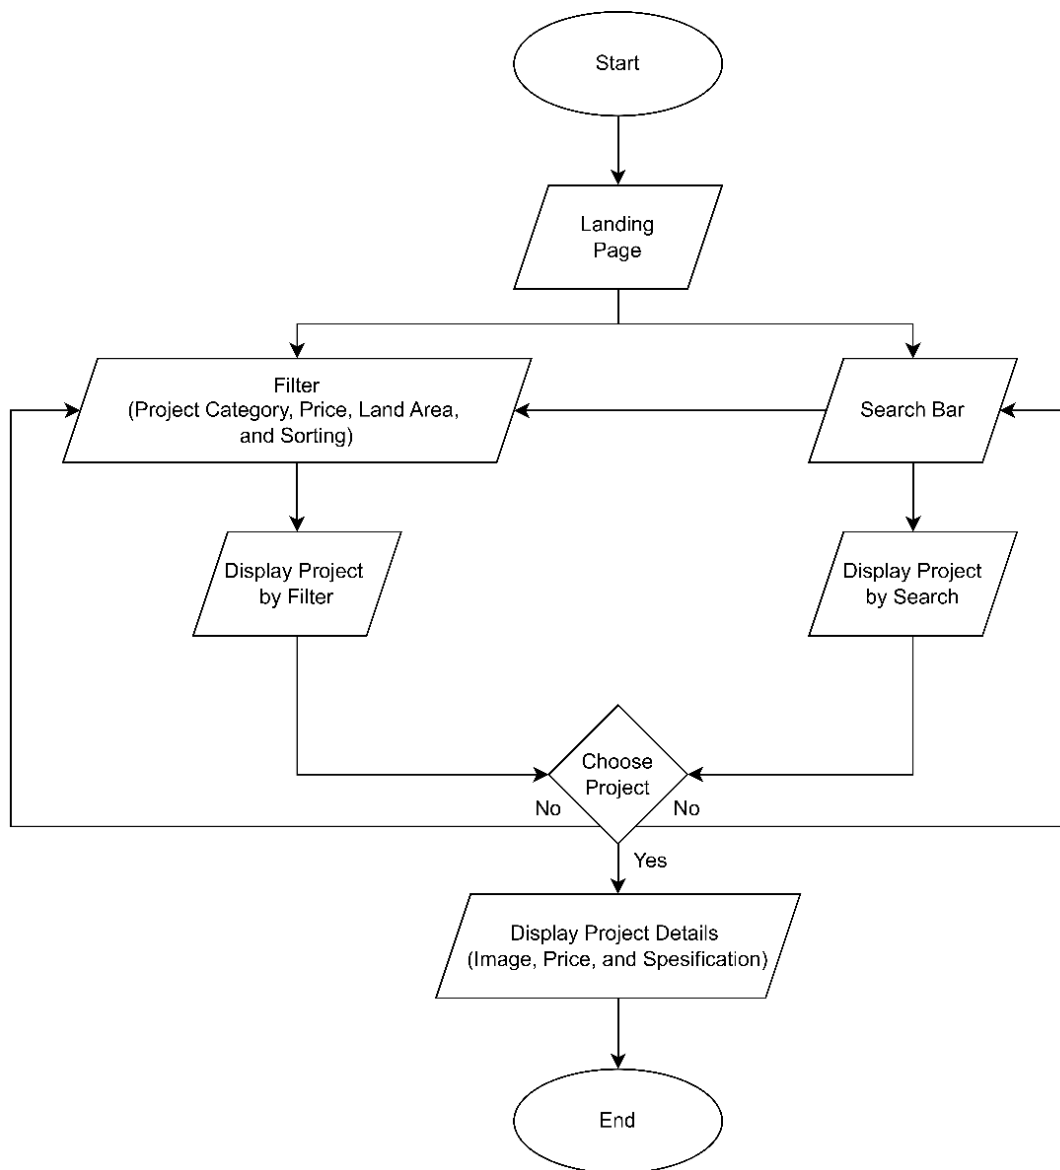 Start
Landing
Page
Filter
(Project Category, Price, Land Area,
and Sorting)
Search Bar
Display Project
by Filter
Display Project
by Search
Choose
Project
No
No
Yes
Display Project Details
(Image, Price, and Spesification)
End